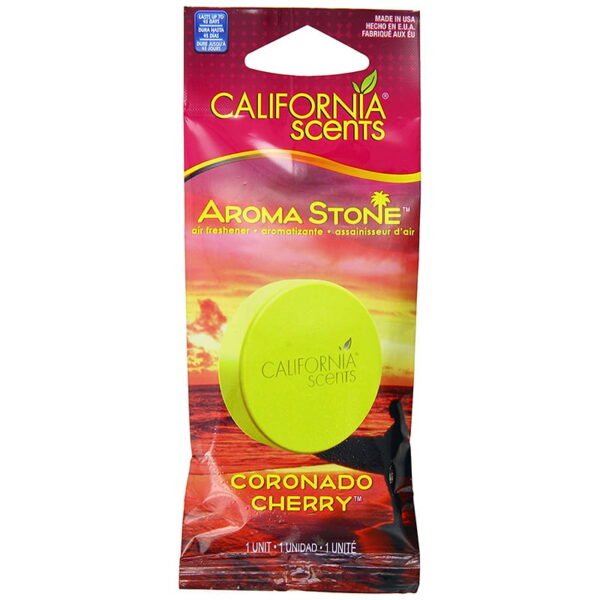 LASTS UP TO
45 DAYS
DURA HASTA
45 DÍAS
DURE JUSQU'À
45 JOURS
MADE IN USA
HECHO EN E.U.A.
FABRIQUÉ AUX ÉU
CALIFORNIA®
SCENTS
AROMA STONE™
air freshener • aromatizante • assainisseur d'air
CALIFORNIA
SCENTS
CORONADO
CHERRY™
1 UNIT • 1 UNIDAD • 1 UNITÉ